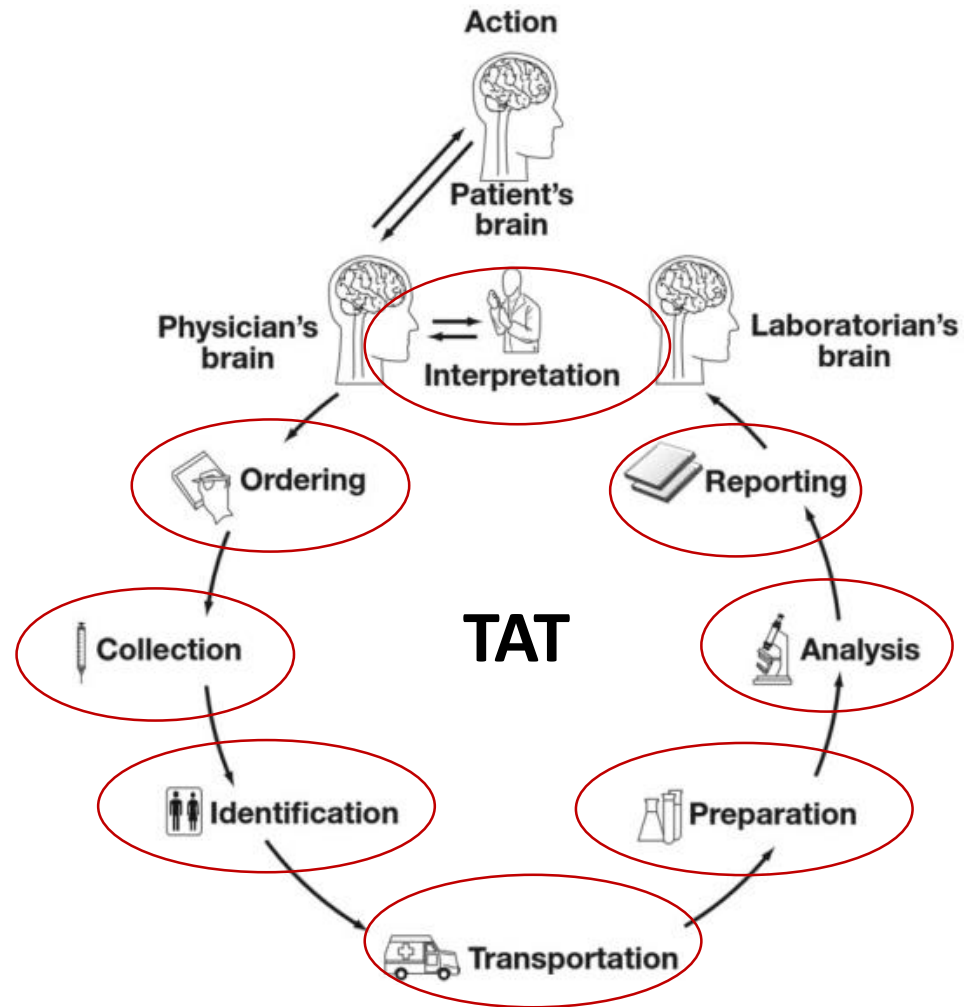 Action
Patient's
brain
Physician's
brain
Interpretation
Laboratorian's
brain
Ordering
Reporting
Collection
TAT
Analysis
Identification
Preparation
Transportation